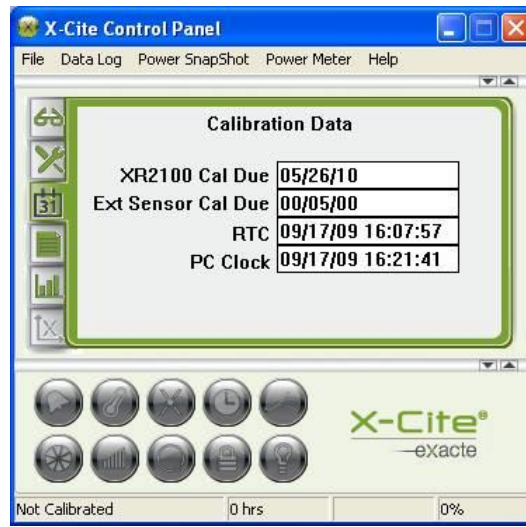 X-Cite Control Panel
File Data Log Power SnapShot Power Meter Help
Calibration Data
XR2100 Cal Due 05/26/10
Ext Sensor Cal Due 00/05/00
RTC 09/17/09 16:07:57
PC Clock 09/17/09 16:21:41
31
X-Cite®
exacte
Not Calibrated 0 hrs 0%